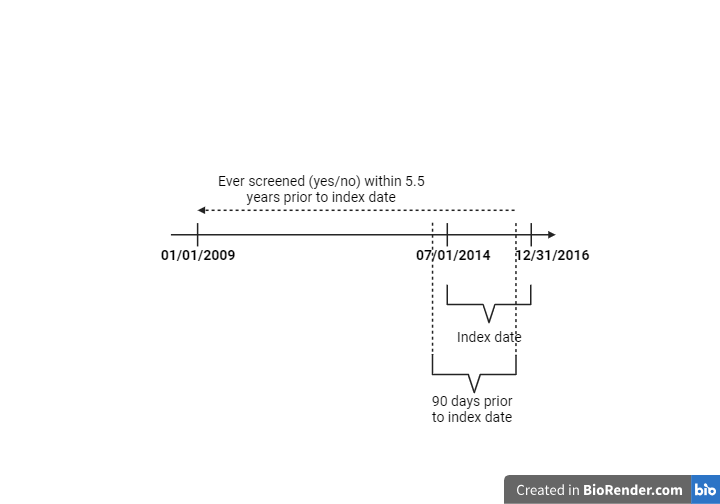 Ever screened (yes/no) within 5.5
years prior to index date
01/01/2009
07/01/2014
12/31/2016
Index date
90 days prior
to index date
Created in BioRender.com bio